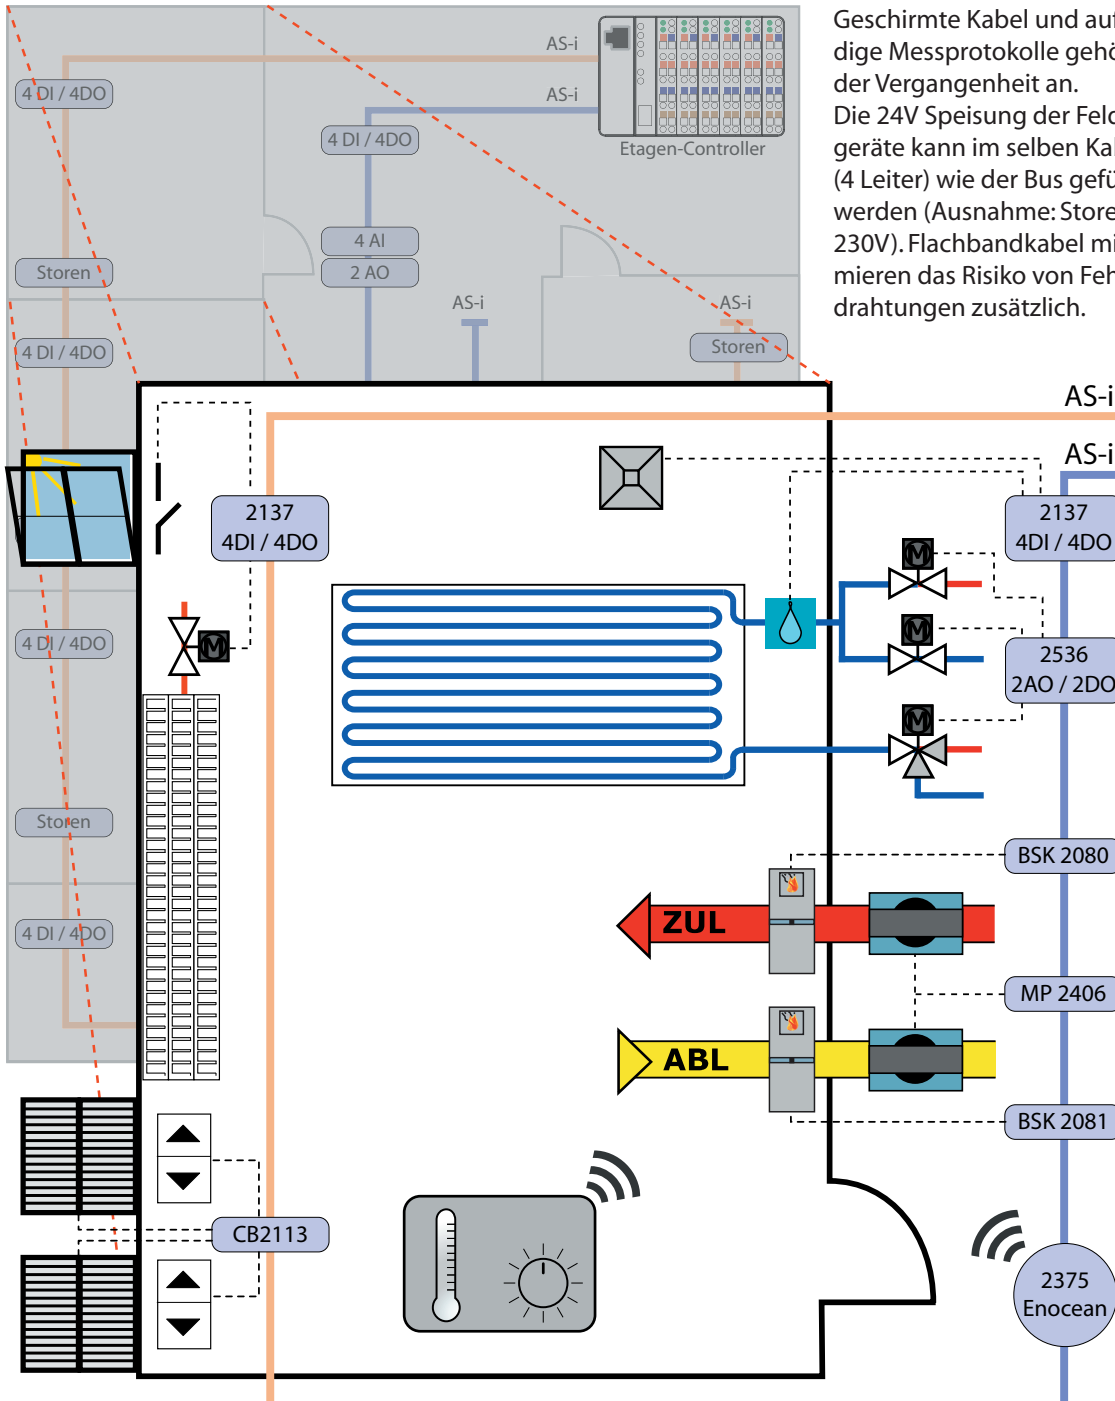 Geschirmte Kabel und auf
dige Messprotokolle gehö
der Vergangenheit an.
Die 24V Speisung der Feld
geräte kann im selben Kab
(4 Leiter) wie der Bus gefü
werden (Ausnahme: Store
230V). Flachbandkabel mi
mieren das Risiko von Feh
drahtungen zusätzlich.
AS-i
AS-i
Etagen-Controller
4 DI / 4DO
4 DI / 4DO
4 AI
2 AO
Storen
AS-i
AS-i
4 DI / 4DO
Storen
AS-i
AS-i
2137
4DI / 4DO
2137
4DI / 4DO
M
M
M
M
4 DI / 4DO
2536
2AO / 2DO
Storen
BSK 2080
ZUL
4 DI / 4DO
MP 2406
ABL
BSK 2081
CB2113
2375
Enocean